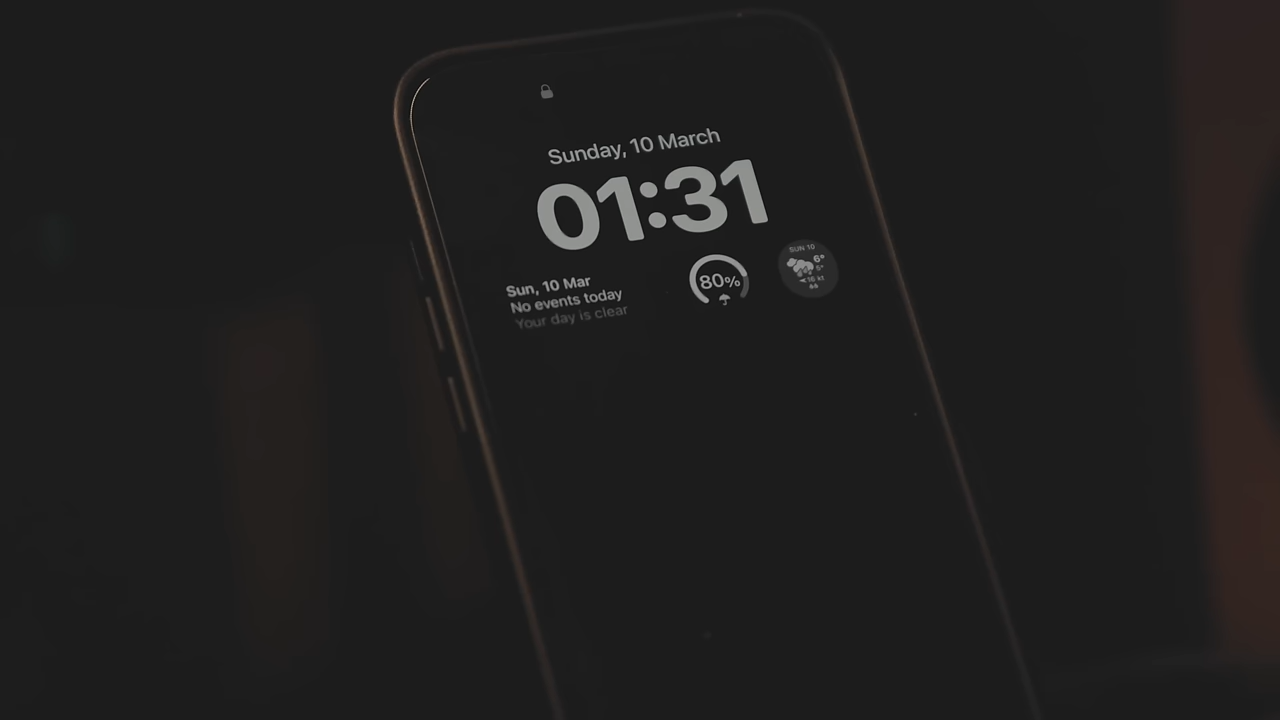 Sunday, 10 March
01:31
Sun, 10 Mar
No events today
Your day is clear
80%
SUN 10
6°
5°